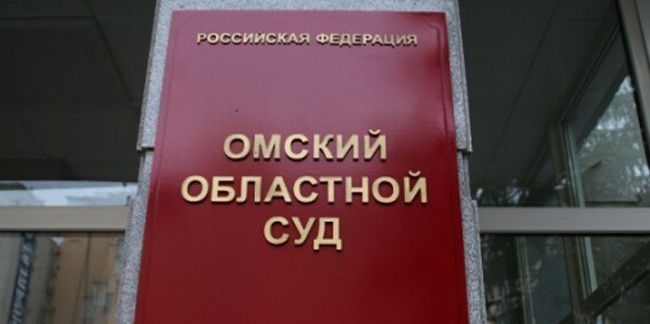 РОССИЙСКАЯ ФЕДЕРАЦИЯ
ОМСКИЙ
ОБЛАСТНОЙ
СУД